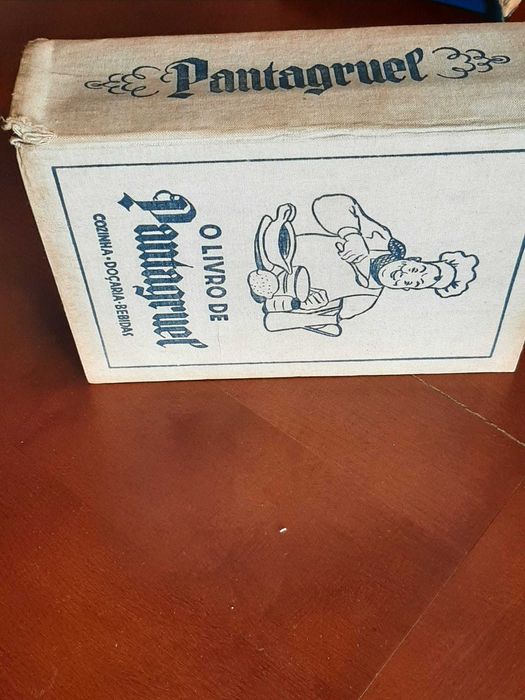 Pantagruel
O LIVRO DE
Pantagruel
COZINHA•DOÇARIA•BEBIDAS